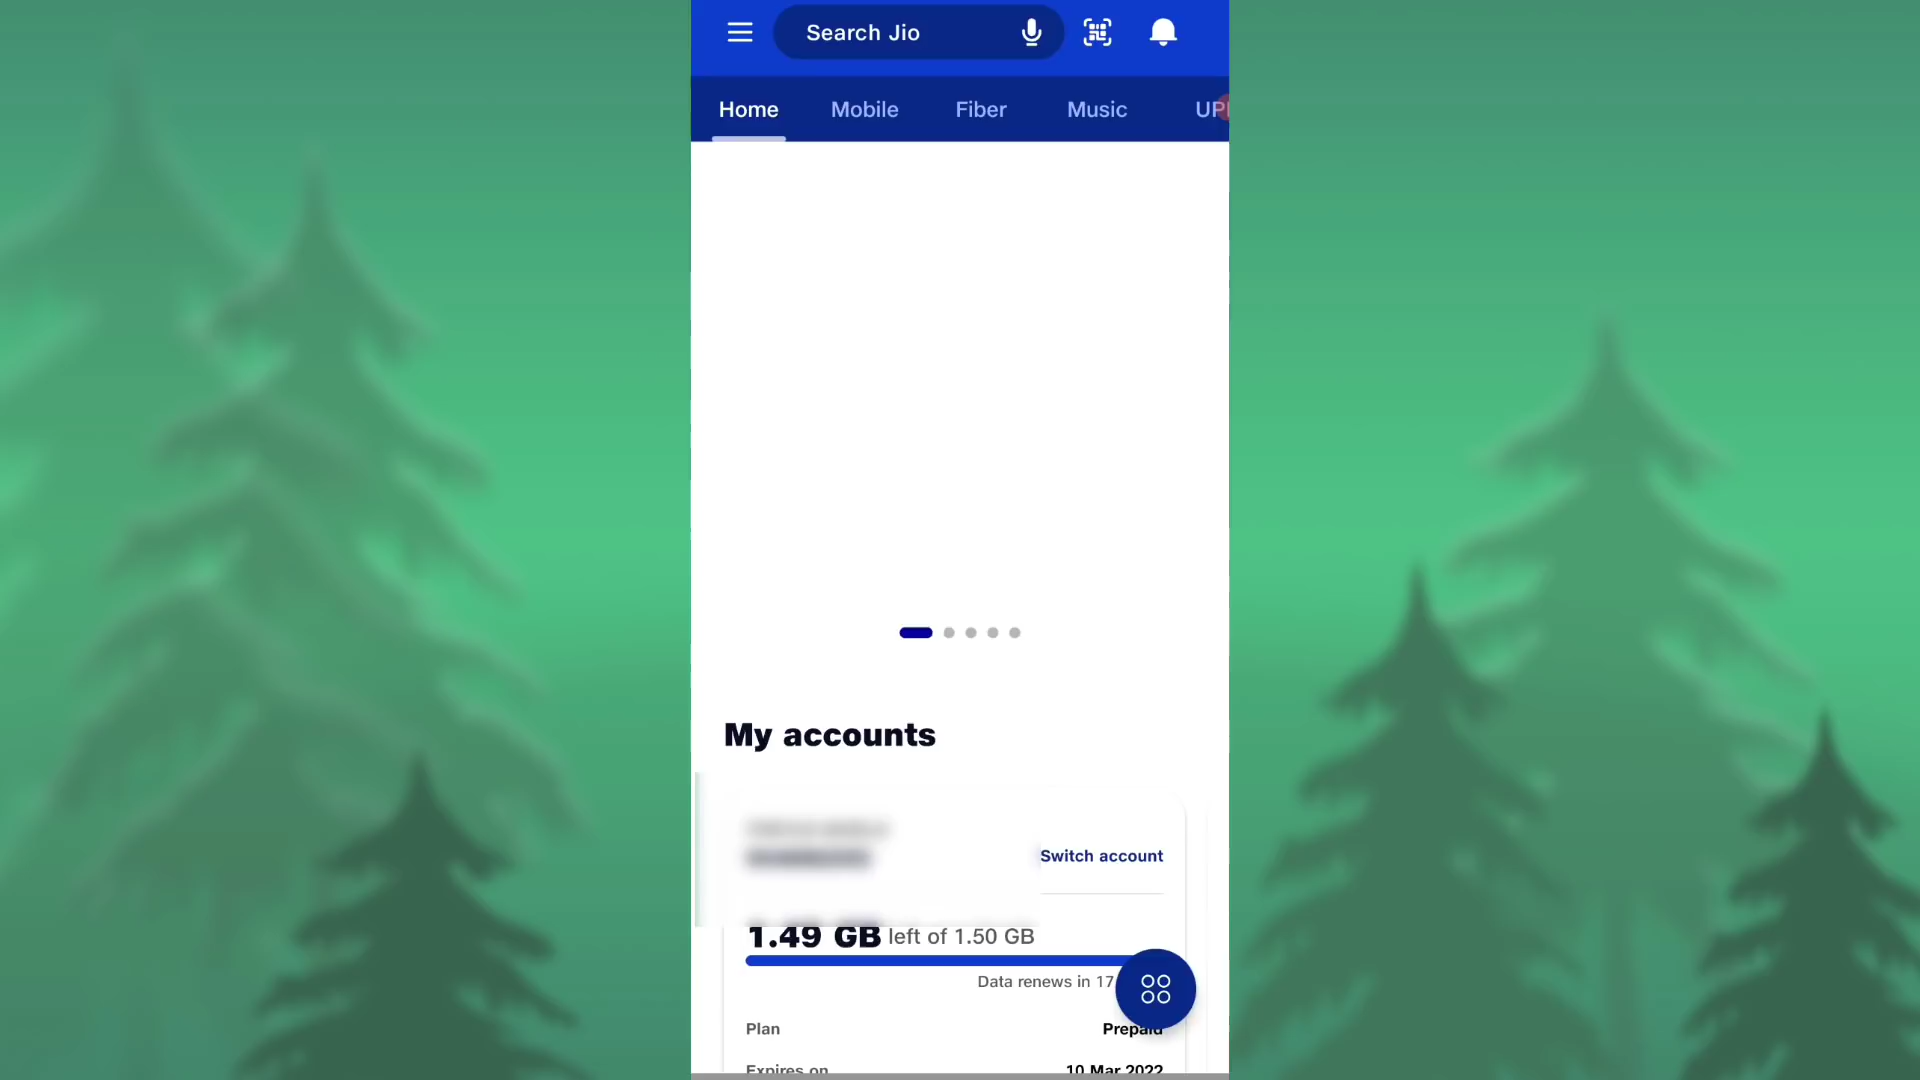 Search Jio
Home Mobile Fiber Music UPI
My accounts
Switch account
1.49 GB left of 1.50 GB
Data renews in 17
Plan Prepaid
Expires on 10 Mar 2022